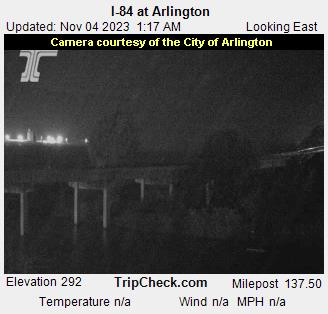 I-84 at Arlington
Updated: Nov 04 2023 1:17 AM Looking East
Camera courtesy of the City of Arlington
Elevation 292 TripCheck.com Milepost 137.50
Temperature n/a Wind n/a MPH n/a